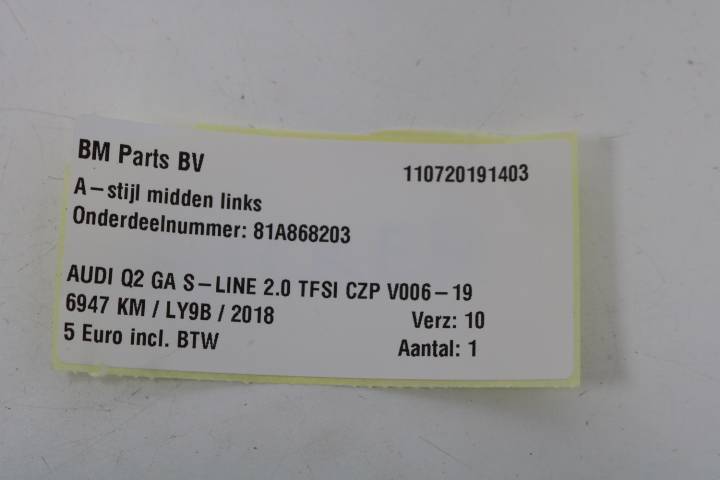 BM Parts BV 110720191403
A-stijl midden links
Onderdeelnummer: 81A868203
AUDI Q2 GA S-LINE 2.0 TFSI CZP V006-19
6947 KM / LY9B / 2018 Verz: 10
5 Euro incl. BTW Aantal: 1